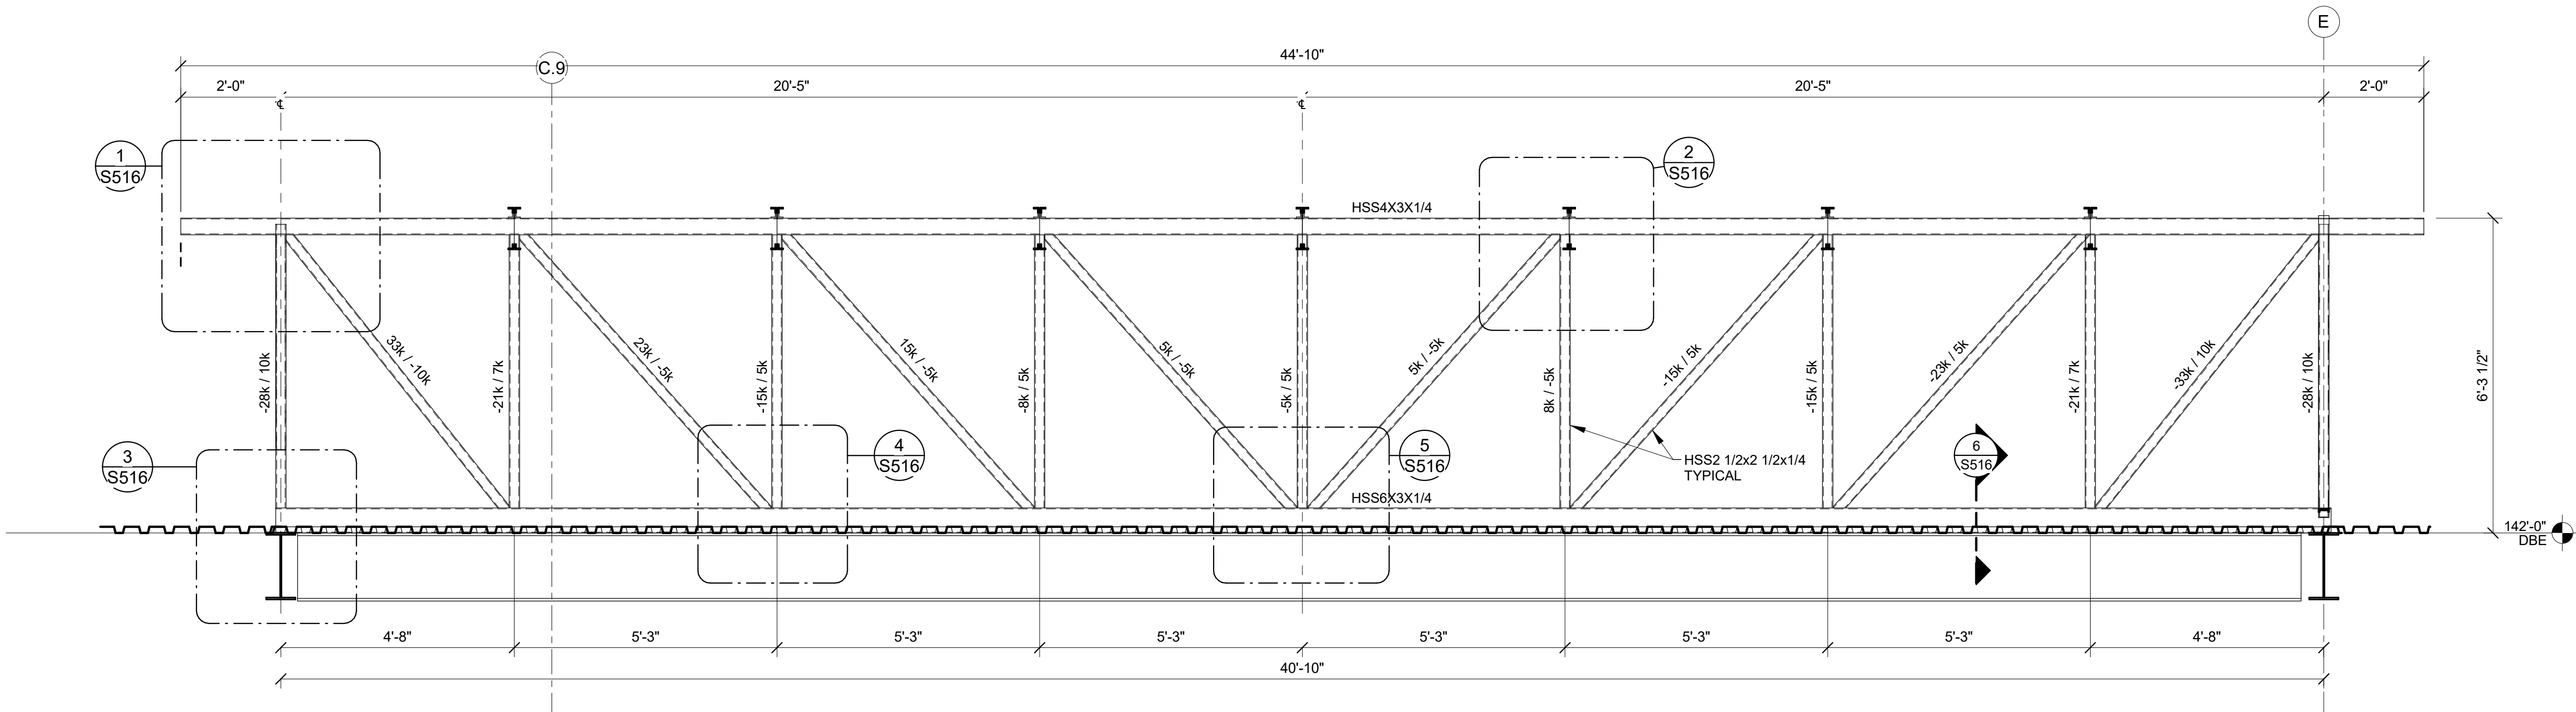 E
44'-10"
C.9
2'-0"
20'-5"
20'-5"
2'-0"
℄
℄
1
S516
2
S516
HSS4X3X1/4
-28k / 10k
33k / -10k
-21k / 7k
23k / -5k
-15k / 5k
15k / -5k
-8k / 5k
5k / -5k
-5k / 5k
5k / -5k
8k / -5k
-15k / 5k
-15k / 5k
-23k / 5k
-21k / 7k
-33k / 10k
-28k / 10k
6'-3 1/2"
3
S516
4
S516
5
S516
HSS2 1/2x2 1/2x1/4
TYPICAL
6
S516
HSS6X3X1/4
142'-0"
DBE
4'-8"
5'-3"
5'-3"
5'-3"
5'-3"
5'-3"
5'-3"
4'-8"
40'-10"